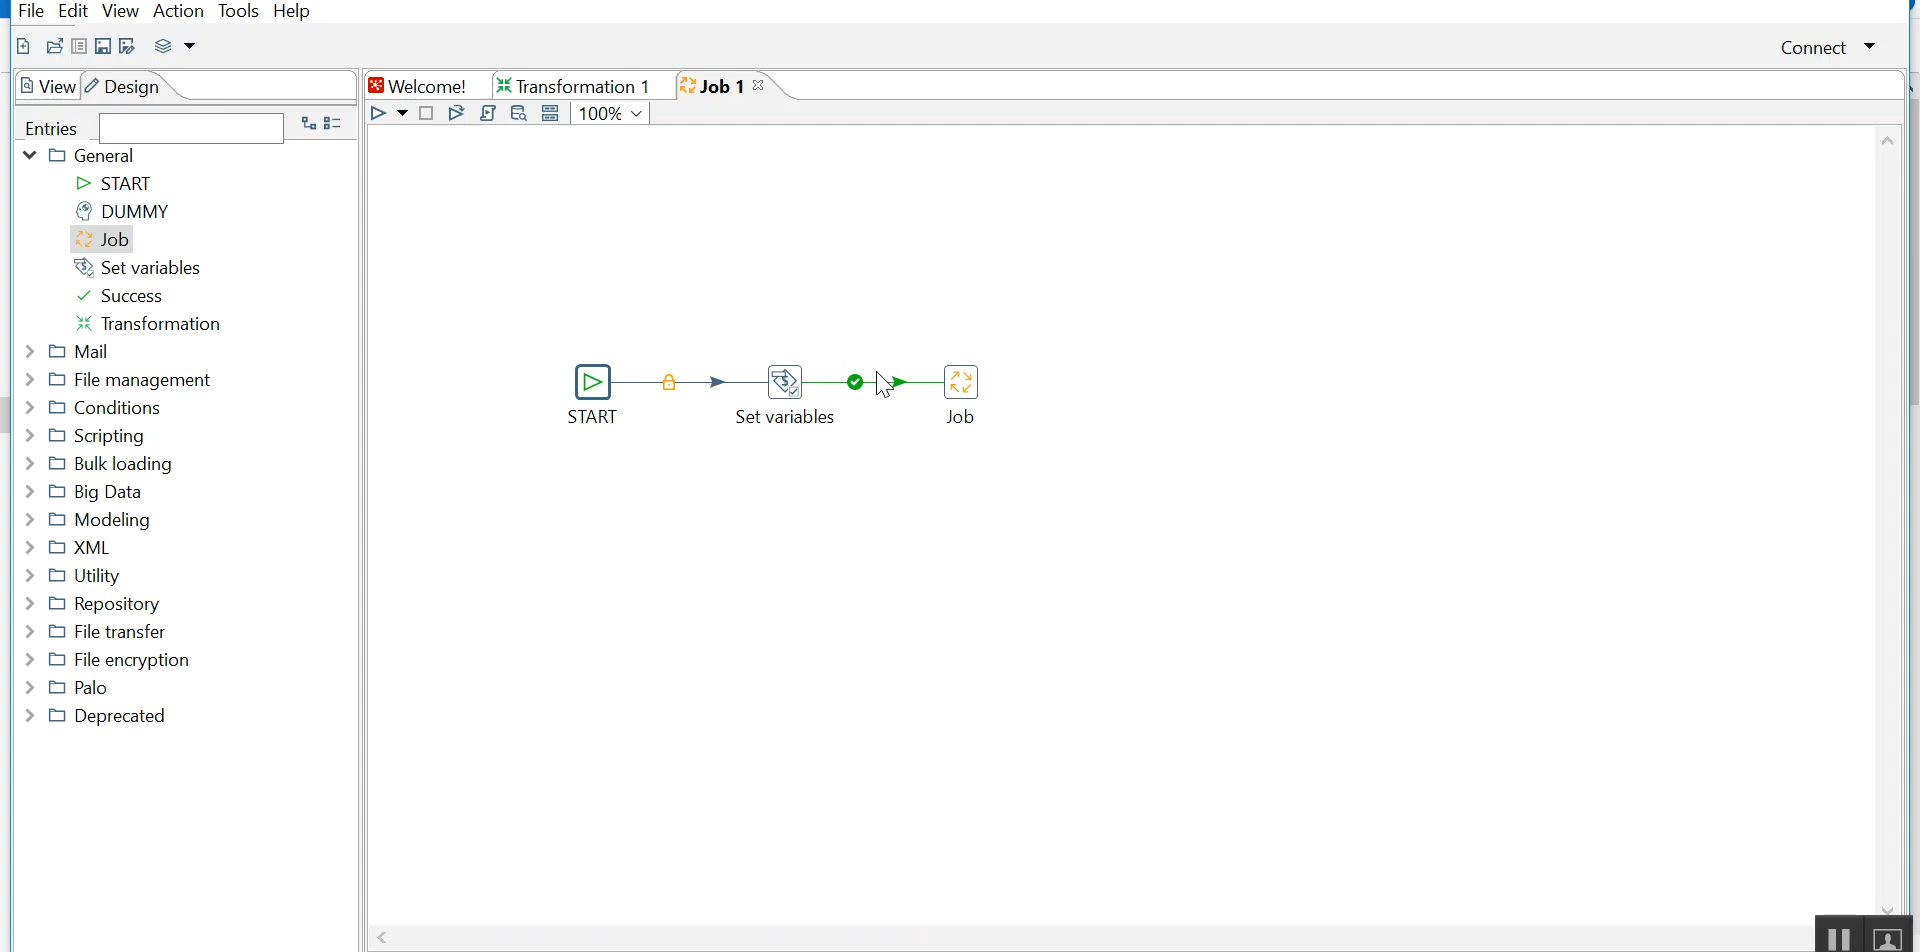 File Edit View Action Tools Help
Connect
View Design
Welcome! Transformation 1 Job 1
100%
Entries
General
START
DUMMY
Job
Set variables
Success
Transformation
Mail
File management
Conditions
Scripting
Bulk loading
Big Data
Modeling
XML
Utility
Repository
File transfer
File encryption
Palo
Deprecated
START Set variables Job